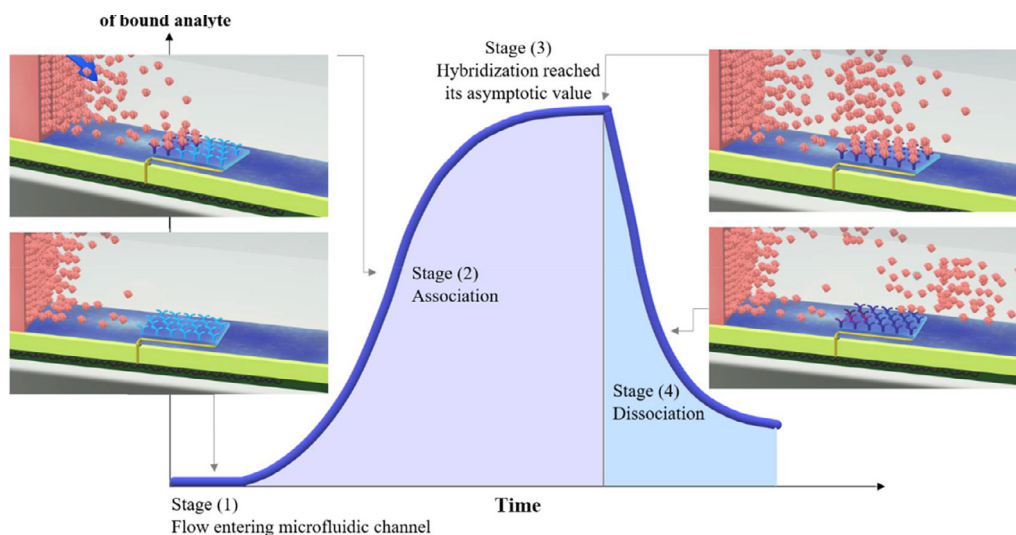 of bound analyte
Stage (3)
Hybridization reached
its asymptotic value
Stage (2)
Association
Stage (4)
Dissociation
Stage (1)
Flow entering microfluidic channel
Time